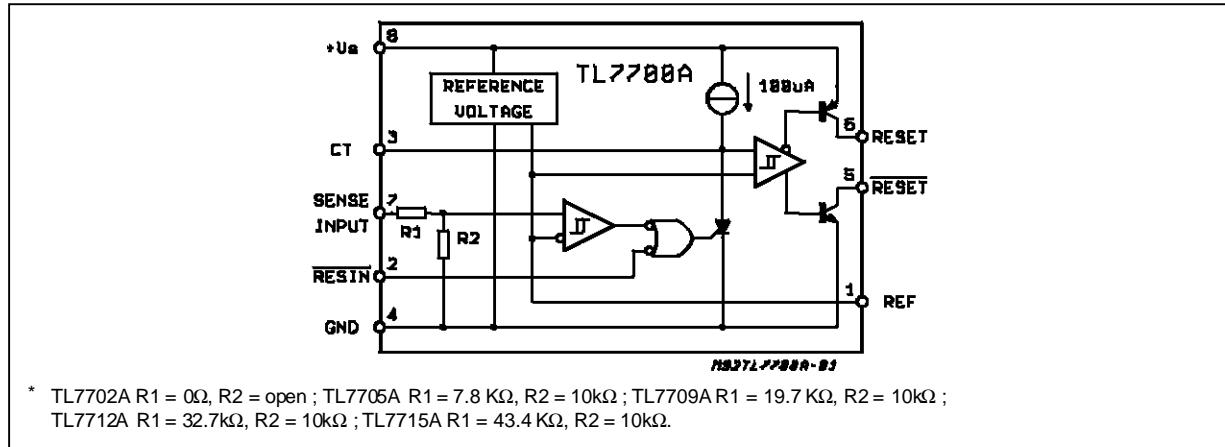 8
+Us
TL7700A
REFERENCE
VOLTAGE
100uA
3
CT
6
RESET
5
RESET
SENSE
7
INPUT
R1
R2
2
RESIN
1
REF
4
GND
M92TL7700A-01
* TL7702A R1 = 0Ω, R2 = open ; TL7705A R1 = 7.8 KΩ, R2 = 10kΩ ; TL7709A R1 = 19.7 KΩ, R2 = 10kΩ ;
TL7712A R1 = 32.7kΩ, R2 = 10kΩ ; TL7715A R1 = 43.4 KΩ, R2 = 10kΩ.